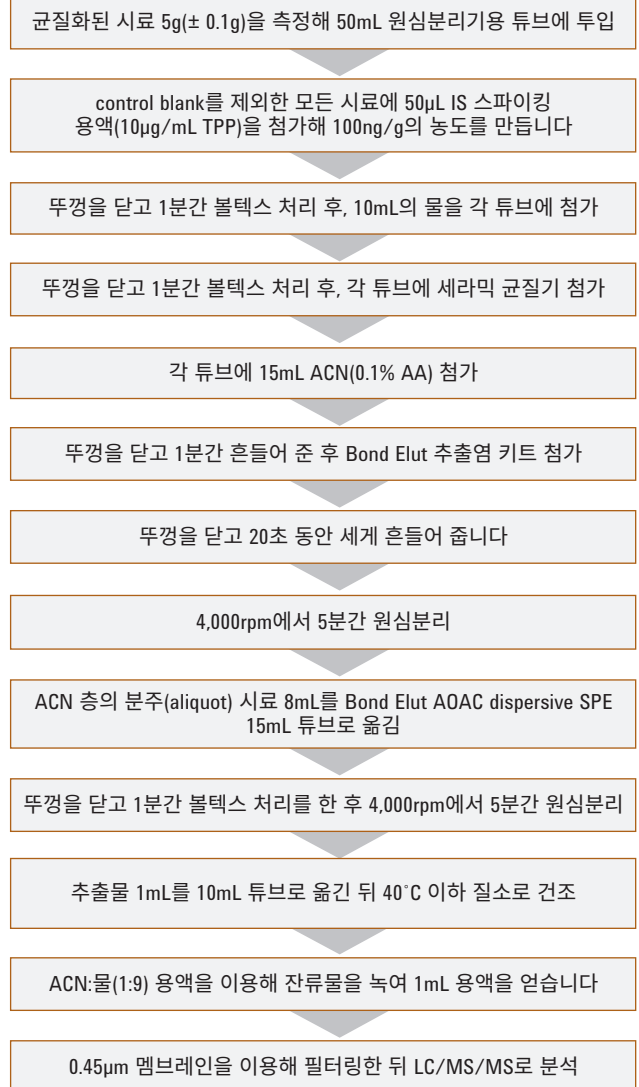 균질화된 시료 5g(± 0.1g)을 측정해 50mL 원심분리기용 튜브에 투입
control blank를 제외한 모든 시료에 50µL IS 스파이킹
용액(10µg/mL TPP)을 첨가해 100ng/g의 농도를 만듭니다
뚜껑을 닫고 1분간 볼텍스 처리 후, 10mL의 물을 각 튜브에 첨가
뚜껑을 닫고 1분간 볼텍스 처리 후, 각 튜브에 세라믹 균질기 첨가
각 튜브에 15mL ACN(0.1% AA) 첨가
뚜껑을 닫고 1분간 흔들어 준 후 Bond Elut 추출염 키트 첨가
뚜껑을 닫고 20초 동안 세게 흔들어 줍니다
4,000rpm에서 5분간 원심분리
ACN 층의 분주(aliquot) 시료 8mL를 Bond Elut AOAC dispersive SPE
15mL 튜브로 옮김
뚜껑을 닫고 1분간 볼텍스 처리를 한 후 4,000rpm에서 5분간 원심분리
추출물 1mL를 10mL 튜브로 옮긴 뒤 40˚C 이하 질소로 건조
ACN:물(1:9) 용액을 이용해 잔류물을 녹여 1mL 용액을 얻습니다
0.45µm 멤브레인을 이용해 필터링한 뒤 LC/MS/MS로 분석